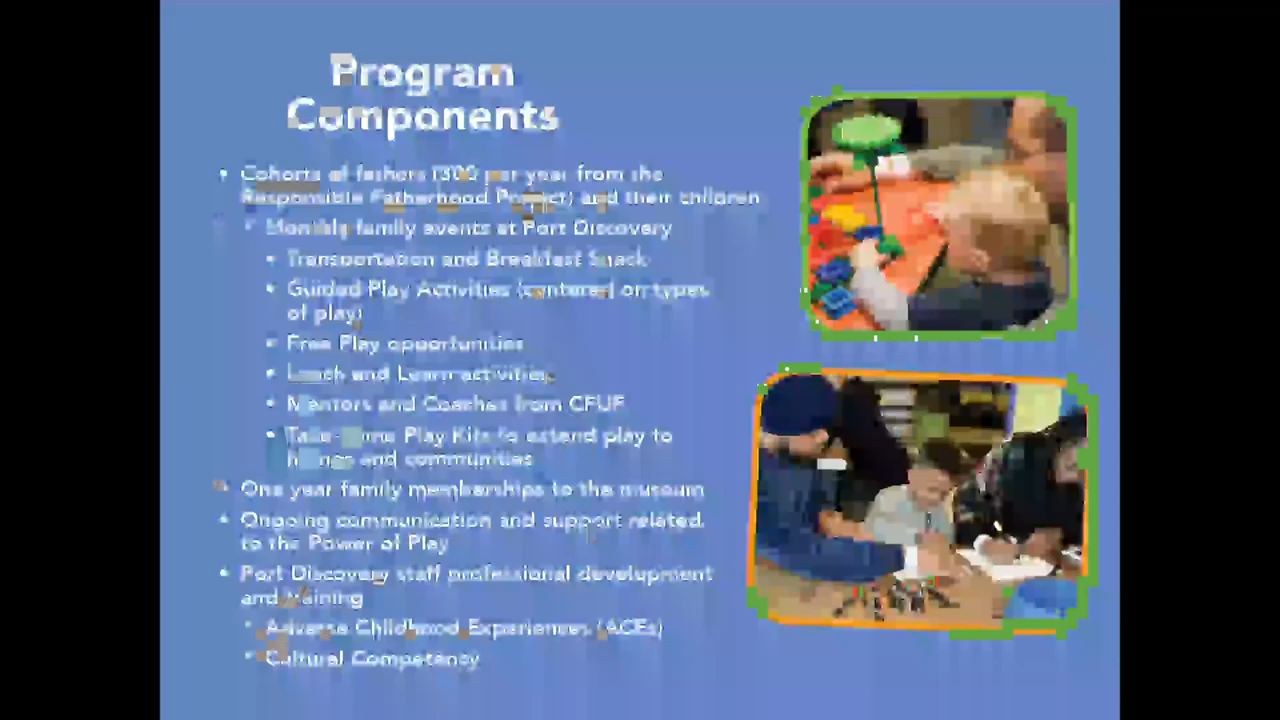 Program
Components
• Cohorts of fathers (300 per year from the
Responsible Fatherhood Project) and their children
• Monthly family events at Port Discovery
• Transportation and Breakfast Snack
• Guided Play Activities (centered on types
of play)
• Free Play opportunities
• Lunch and Learn activities
• Mentors and Coaches from CFUF
• Take-home Play Kits to extend play to
homes and communities
• One year family memberships to the museum
• Ongoing communication and support related
to the Power of Play
• Port Discovery staff professional development
and training
• Adverse Childhood Experiences (ACEs)
• Cultural Competency